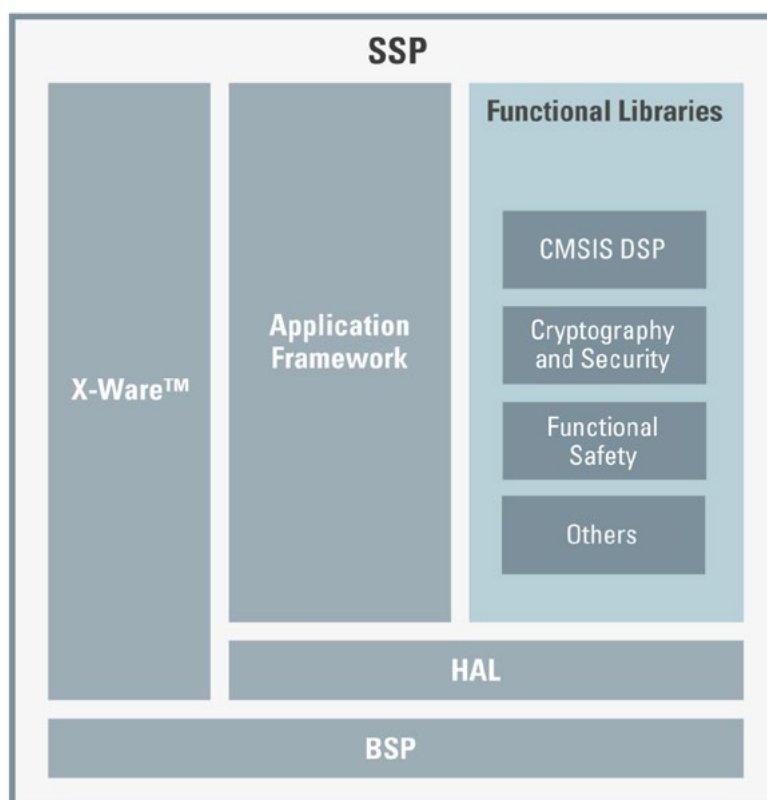 SSP
X-Ware™
Application
Framework
Functional Libraries
CMSIS DSP
Cryptography
and Security
Functional
Safety
Others
HAL
BSP